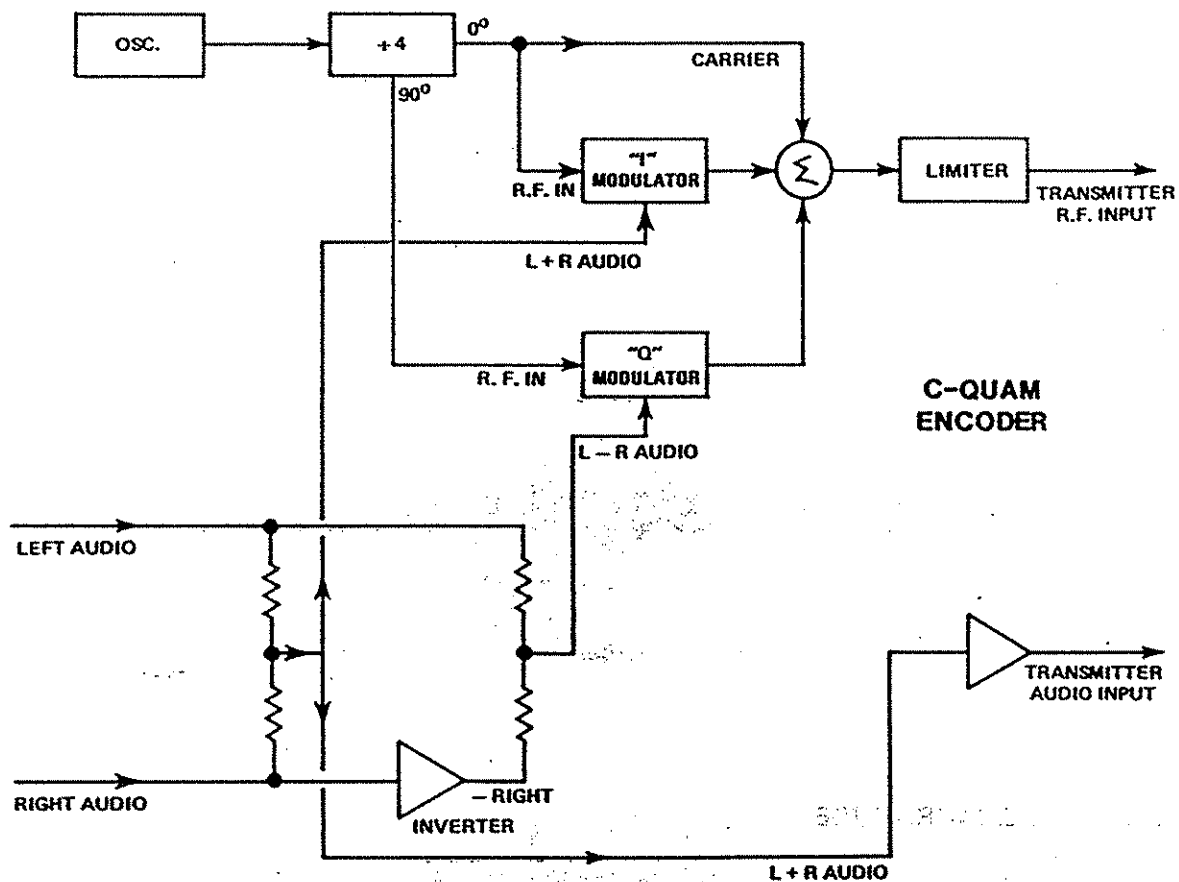 OSC.
÷4
0°
90°
CARRIER
"I"
MODULATOR
R.F. IN
L+R AUDIO
Σ
LIMITER
TRANSMITTER
R.F. INPUT
"Q"
MODULATOR
R. F. IN
L – R AUDIO
C-QUAM
ENCODER
LEFT AUDIO
RIGHT AUDIO
– RIGHT
INVERTER
TRANSMITTER
AUDIO INPUT
L + R AUDIO